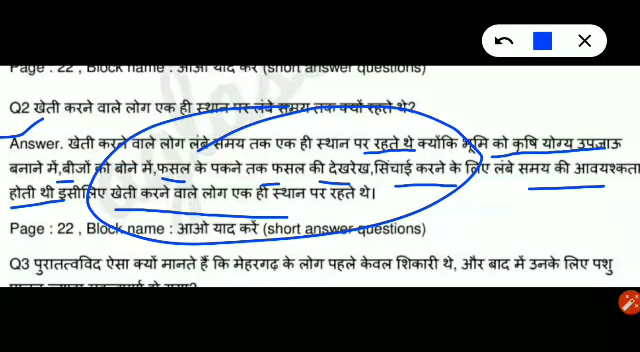 Page : 22 , Block name : आओ याद करें (short answer questions)
Q2 खेती करने वाले लोग एक ही स्थान पर लंबे समय तक क्यों रहते थे?
Answer. खेती करने वाले लोग लंबे समय तक एक ही स्थान पर रहते थे क्योंकि भूमि को कृषि योग्य उपजाऊ
बनाने में,बीजों को बोने में,फसल के पकने तक फसल की देखरेख,सिंचाई करने के लिए लंबे समय की आवयश्कता
होती थी इसीलिए खेती करने वाले लोग एक ही स्थान पर रहते थे।
Page : 22 , Block name : आओ याद करें (short answer questions)
Q3 पुरातत्वविद ऐसा क्यों मानते हैं कि मेहरगढ़ के लोग पहले केवल शिकारी थे, और बाद में उनके लिए पशु